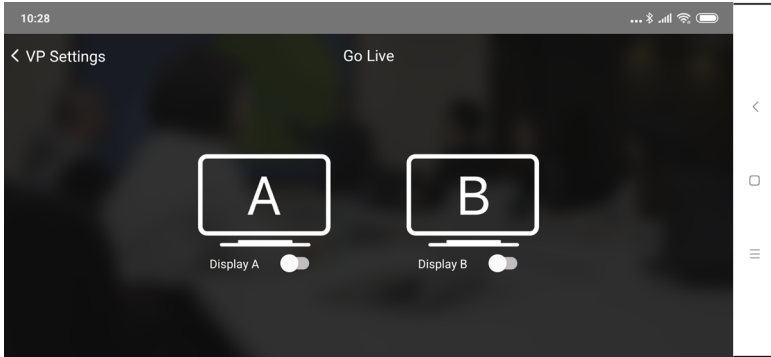 10:28
VP Settings
Go Live
A
B
Display A
Display B